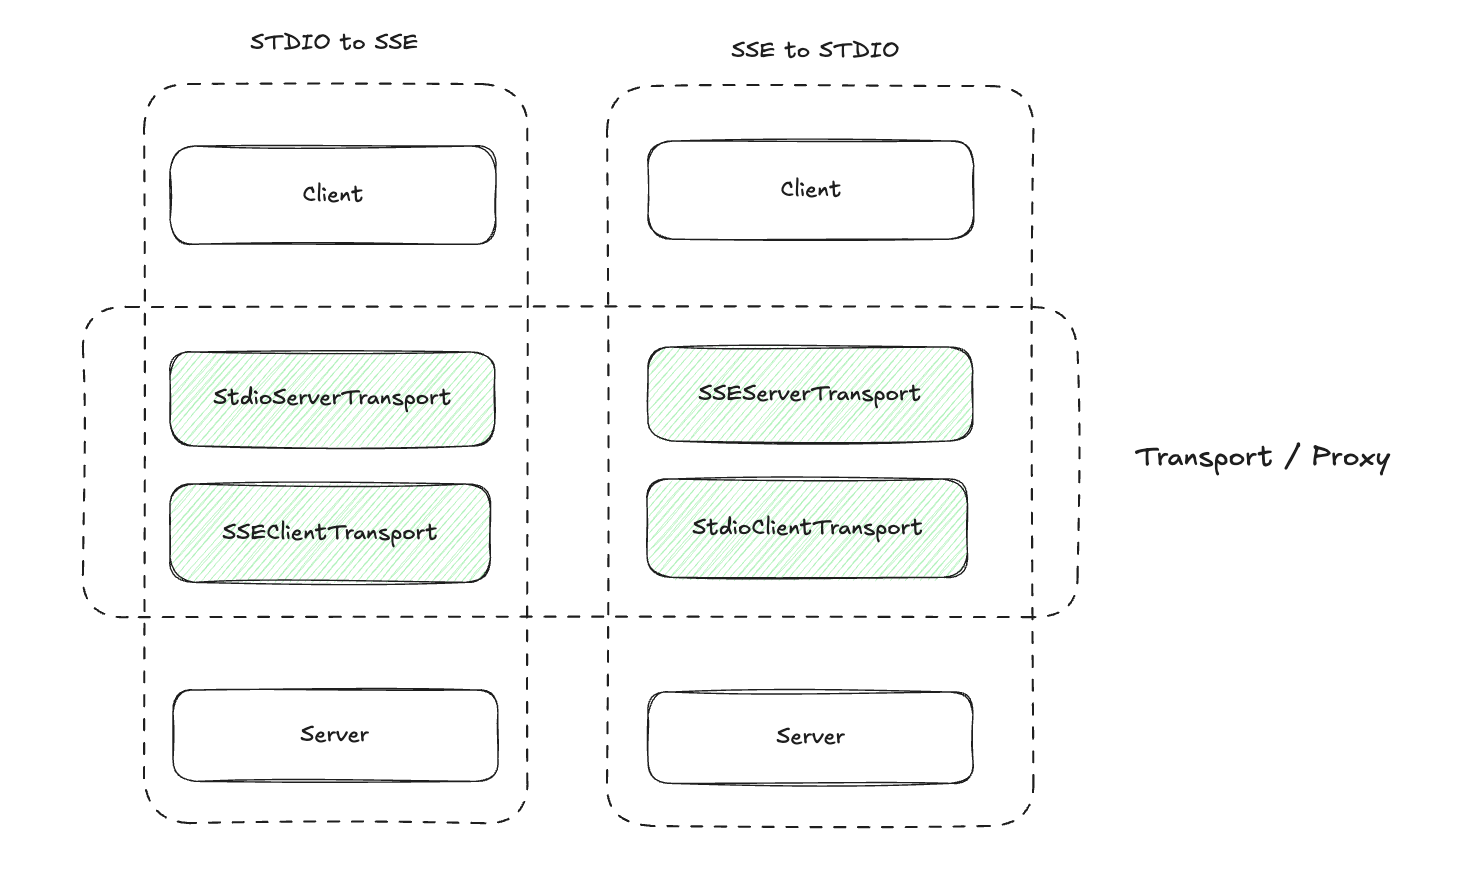 STDIO to SSE
SSE to STDIO
Client
Client
StdioServerTransport
SSEServerTransport
SSEClientTransport
StdioClientTransport
Transport / Proxy
Server
Server